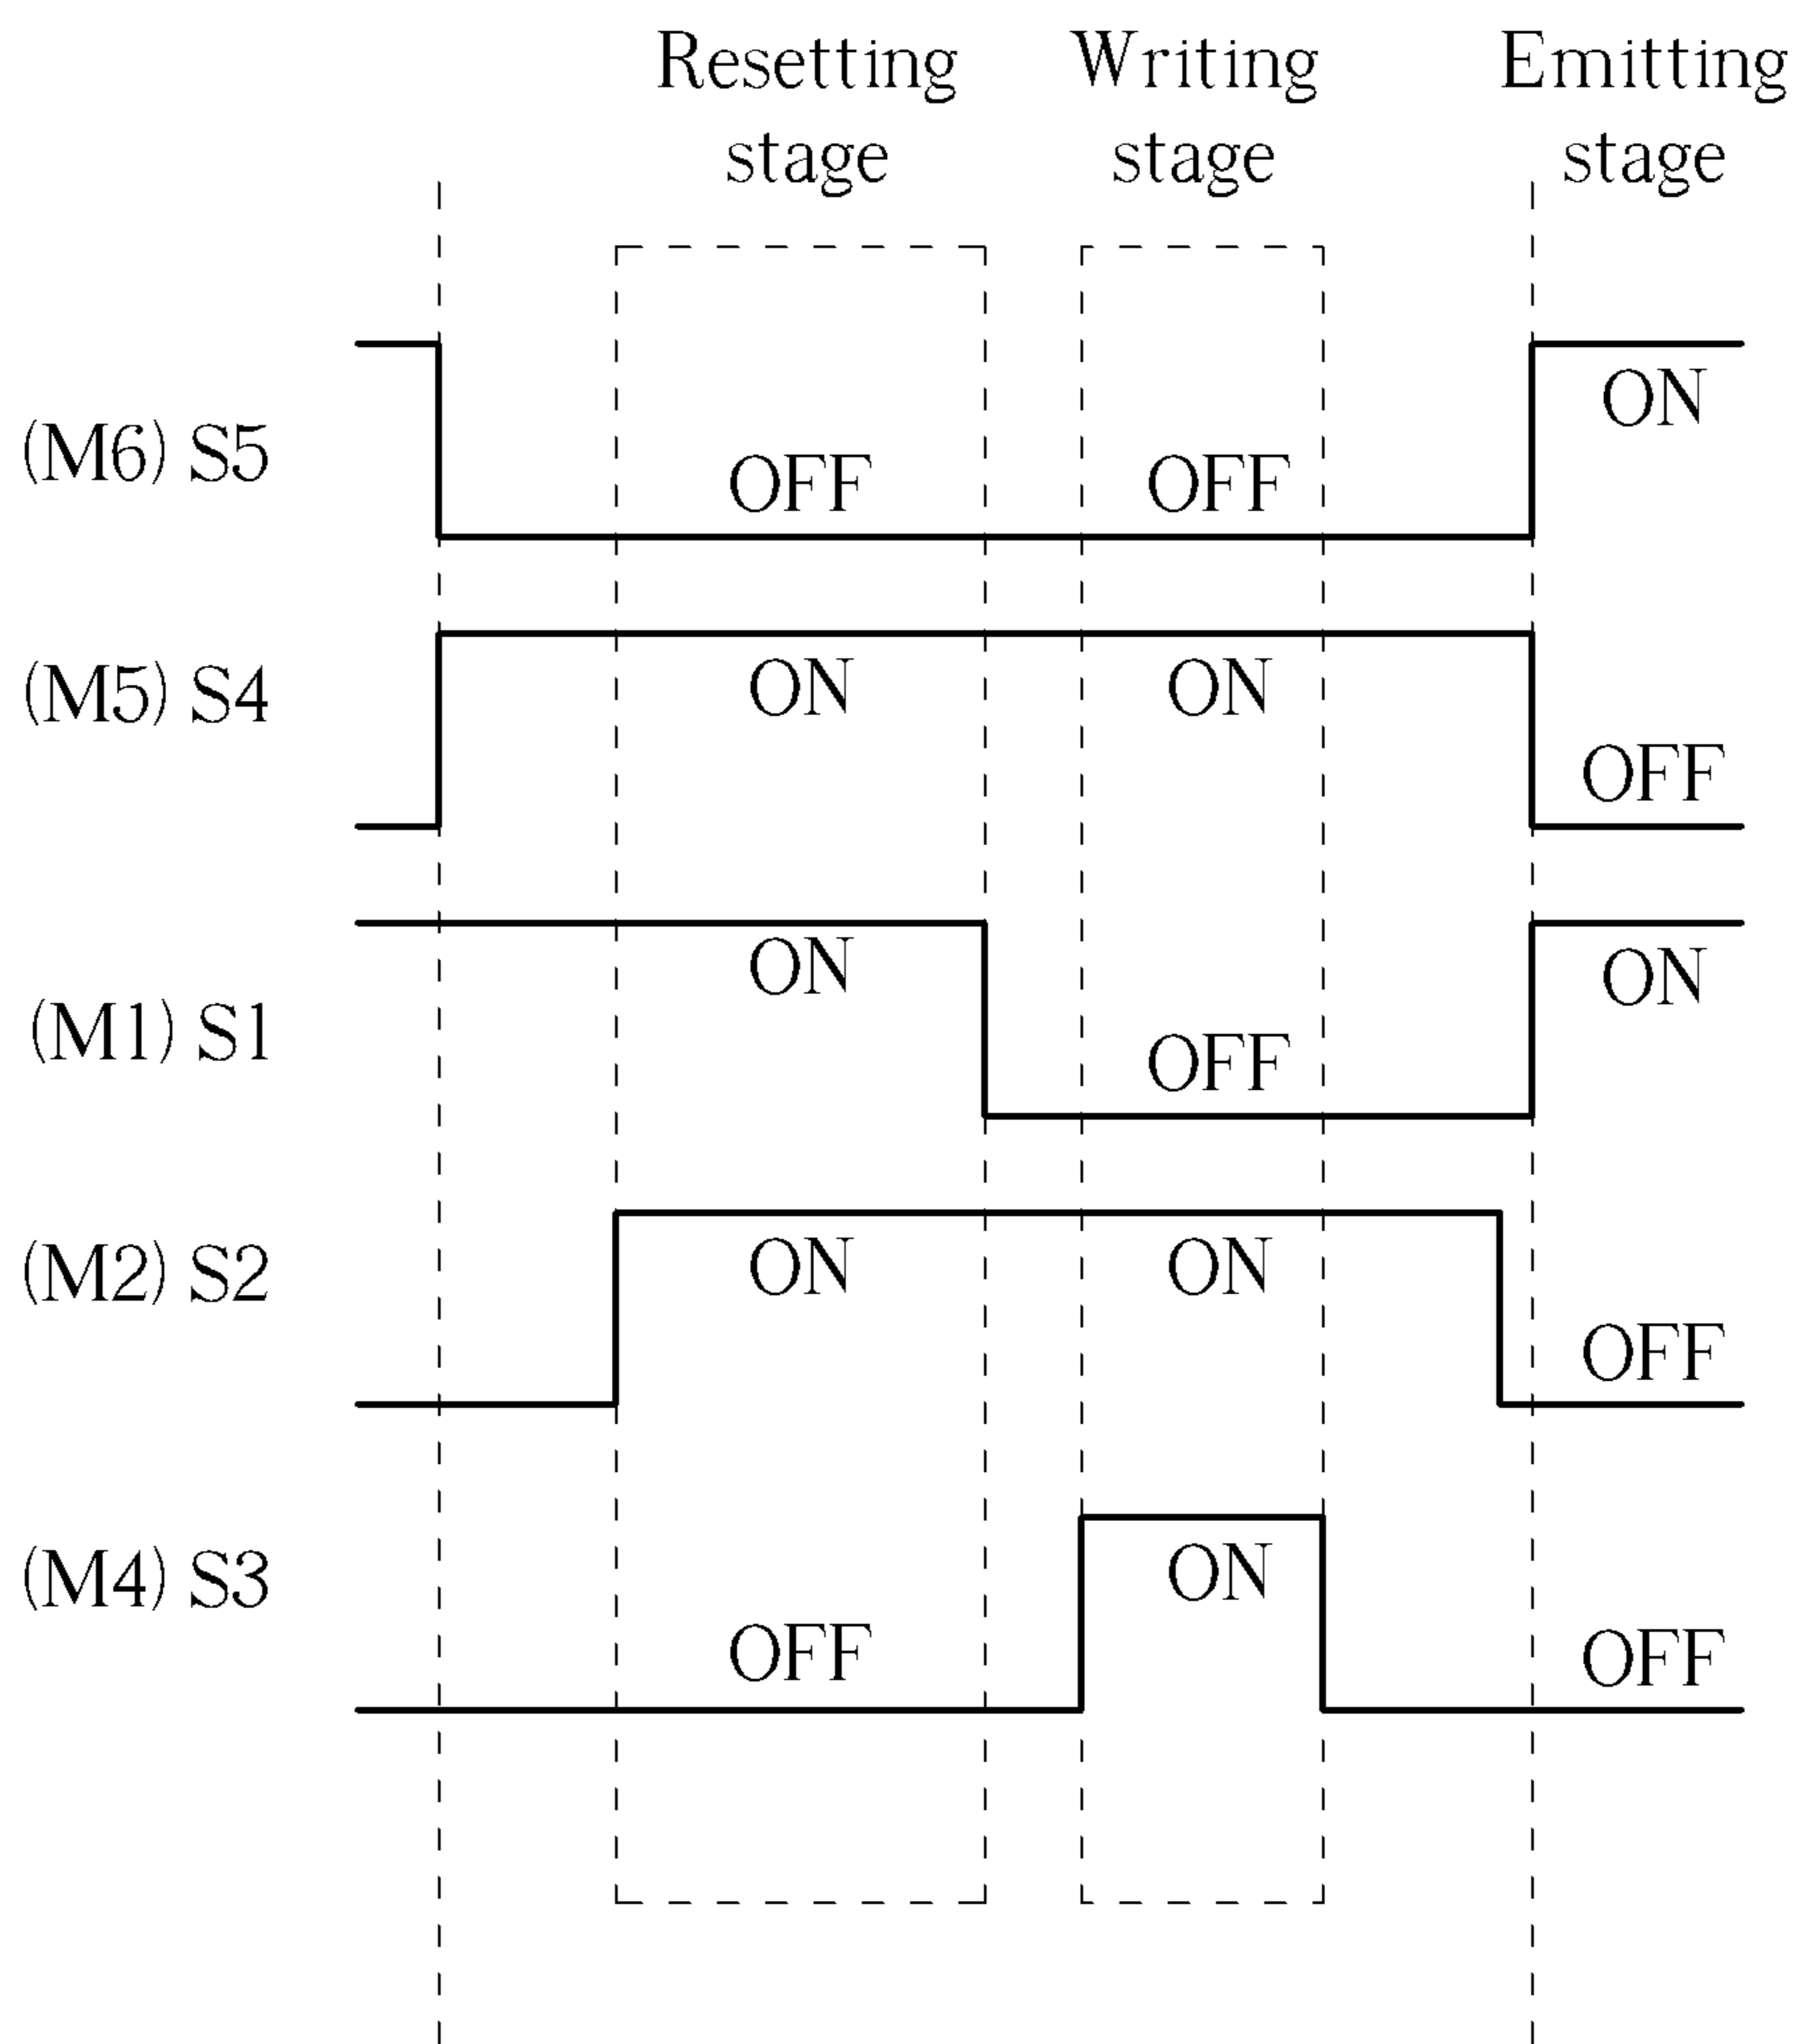 Resetting stage
Writing stage
Emitting stage
(M6) S5
OFF
OFF
ON
(M5) S4
ON
ON
OFF
(M1) S1
ON
OFF
ON
(M2) S2
ON
ON
OFF
(M4) S3
OFF
ON
OFF